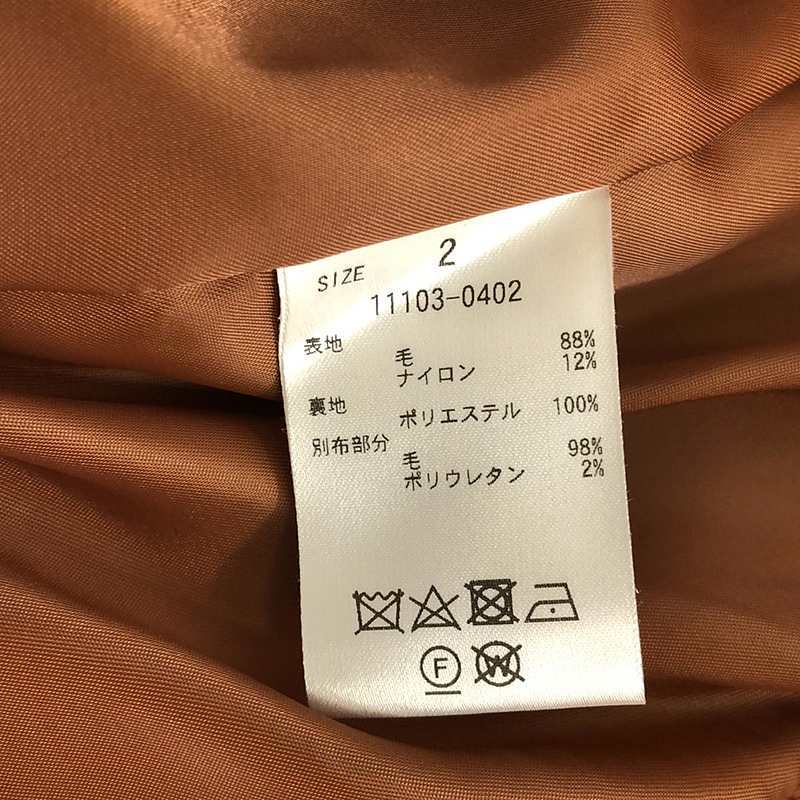 SIZE 2
11103-0402
表地 毛 88%
ナイロン 12%
裏地 ポリエステル 100%
別布部分 毛 98%
ポリウレタン 2%
F W